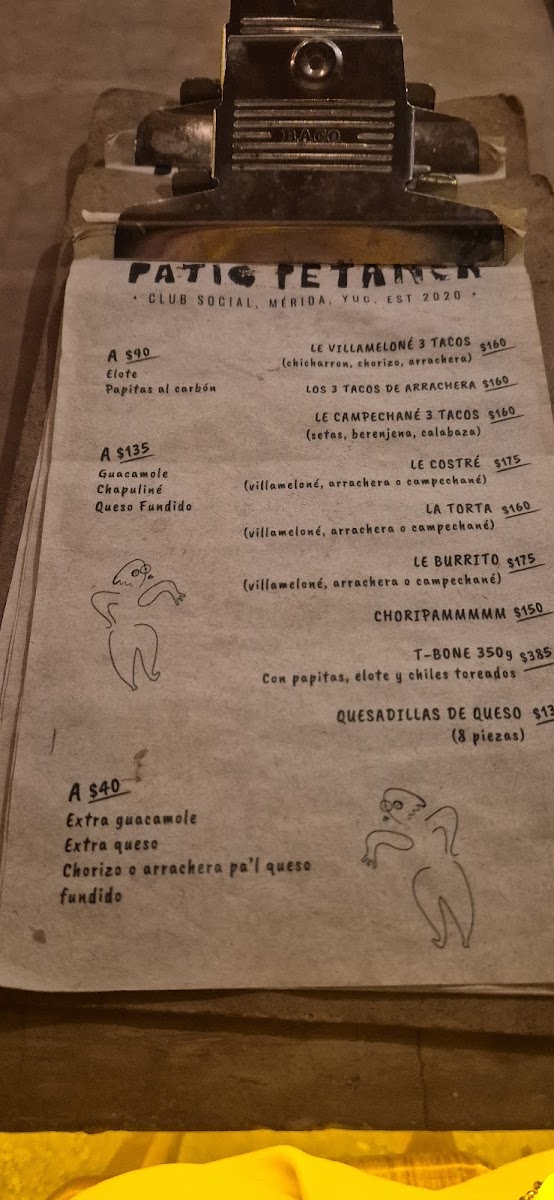 BACO
PATIO PETANCA
• CLUB SOCIAL, MÉRIDA, YUC, EST 2020 •
A $90
Elote
Papitas al carbón
A $135
Guacamole
Chapuliné
Queso Fundido
LE VILLAMELONÉ 3 TACOS $160
(chicharron, chorizo, arrachera)
LOS 3 TACOS DE ARRACHERA $160
LE CAMPECHANÉ 3 TACOS $160
(setas, berenjena, calabaza)
LE COSTRÉ $175
(villameloné, arrachera o campechané)
LA TORTA $160
(villameloné, arrachera o campechané)
LE BURRITO $175
(villameloné, arrachera o campechané)
CHORIPAMMMMM $150
T-BONE 350g $385
Con papitas, elote y chiles toreados
QUESADILLAS DE QUESO $13
(8 piezas)
A $40
Extra guacamole
Extra queso
Chorizo o arrachera pa'l queso
fundido